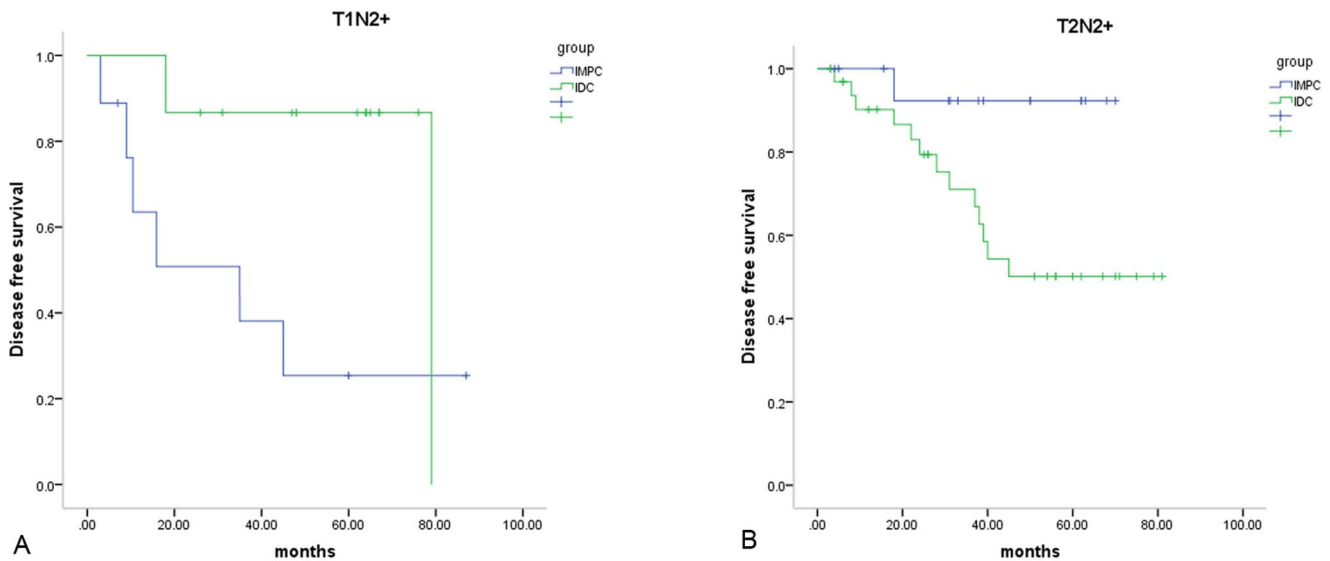 T1N2+
Disease free survival
1.0
0.8
0.6
0.4
0.2
0.0
.00 20.00 40.00 60.00 80.00 100.00
months
group
IMPC
IDC
A
T2N2+
Disease free survival
1.0
0.8
0.6
0.4
0.2
0.0
.00 20.00 40.00 60.00 80.00 100.00
months
group
IMPC
IDC
B